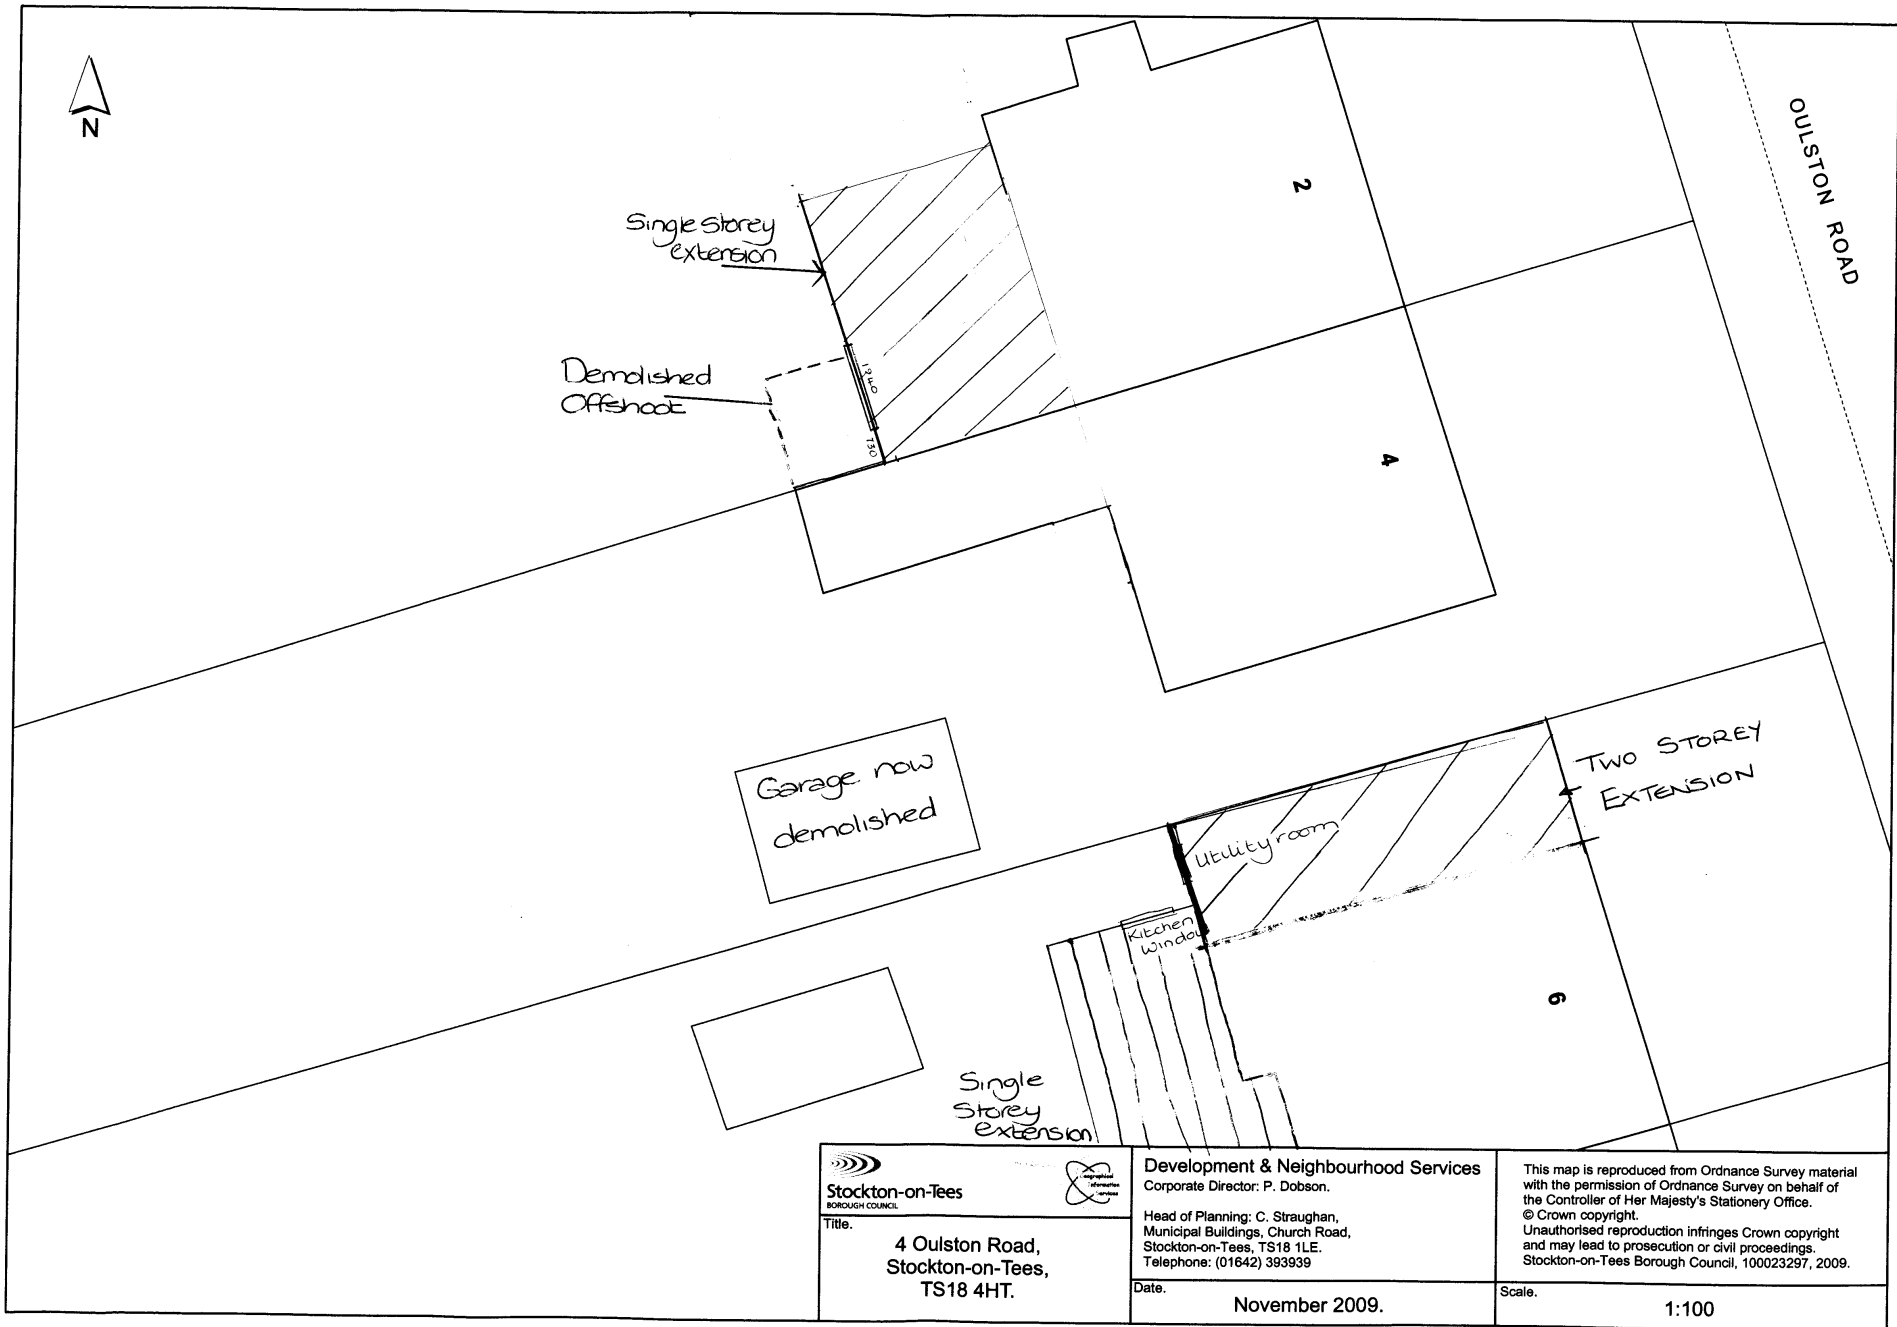 N
OULSTON ROAD
2
Single Storey
extension
Demolished
Offshoot
1240
730
4
Garage now
demolished
TWO STOREY
EXTENSION
Utility room
Kitchen
Window
6
Single
Storey
extension
Stockton-on-Tees
BOROUGH COUNCIL
Geographical
Information
Services
Title.
4 Oulston Road,
Stockton-on-Tees,
TS18 4HT.
Development & Neighbourhood Services
Corporate Director: P. Dobson.
Head of Planning: C. Straughan,
Municipal Buildings, Church Road,
Stockton-on-Tees, TS18 1LE.
Telephone: (01642) 393939
Date.
November 2009.
This map is reproduced from Ordnance Survey material
with the permission of Ordnance Survey on behalf of
the Controller of Her Majesty's Stationery Office.
© Crown copyright.
Unauthorised reproduction infringes Crown copyright
and may lead to prosecution or civil proceedings.
Stockton-on-Tees Borough Council, 100023297, 2009.
Scale.
1:100